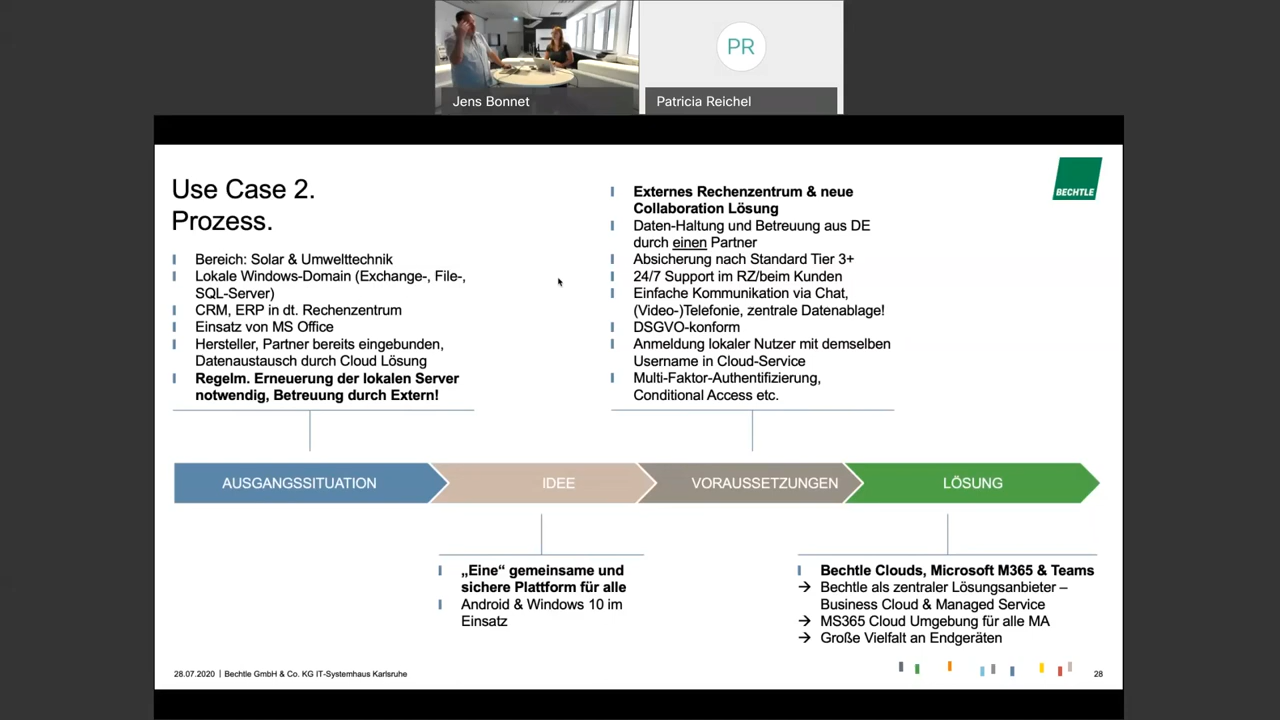 PR
Jens Bonnet
Patricia Reichel
BECHTLE
Use Case 2.
Prozess.
Bereich: Solar & Umwelttechnik
Lokale Windows-Domain (Exchange-, File-,
SQL-Server)
CRM, ERP in dt. Rechenzentrum
Einsatz von MS Office
Hersteller, Partner bereits eingebunden,
Datenaustausch durch Cloud Lösung
Regelm. Erneuerung der lokalen Server
notwendig, Betreuung durch Extern!
Externes Rechenzentrum & neue
Collaboration Lösung
Daten-Haltung und Betreuung aus DE
durch einen Partner
Absicherung nach Standard Tier 3+
24/7 Support im RZ/beim Kunden
Einfache Kommunikation via Chat,
(Video-)Telefonie, zentrale Datenablage!
DSGVO-konform
Anmeldung lokaler Nutzer mit demselben
Username in Cloud-Service
Multi-Faktor-Authentifizierung,
Conditional Access etc.
AUSGANGSSITUATION
IDEE
VORAUSSETZUNGEN
LÖSUNG
„Eine“ gemeinsame und
sichere Plattform für alle
Android & Windows 10 im
Einsatz
Bechtle Clouds, Microsoft M365 & Teams
→ Bechtle als zentraler Lösungsanbieter –
Business Cloud & Managed Service
→ MS365 Cloud Umgebung für alle MA
→ Große Vielfalt an Endgeräten
28.07.2020 | Bechtle GmbH & Co. KG IT-Systemhaus Karlsruhe
28